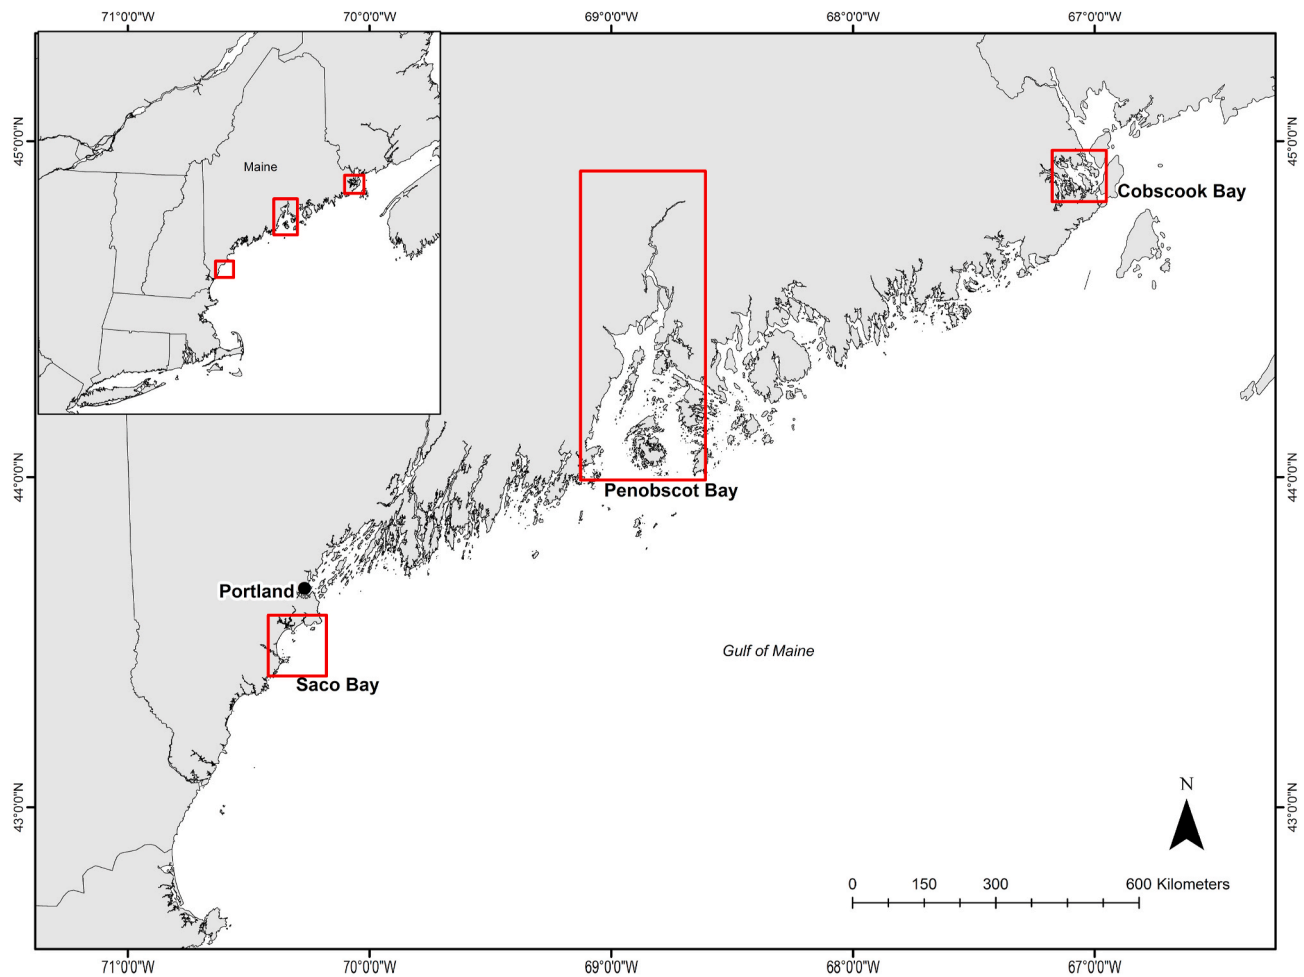 71°0'0"W 70°0'0"W 69°0'0"W 68°0'0"W 67°0'0"W
45°0'0"N
45°0'0"N
Maine
Cobscook Bay
44°0'0"N
44°0'0"N
Penobscot Bay
Portland
Gulf of Maine
Saco Bay
N
43°0'0"N
43°0'0"N
0 150 300 600 Kilometers
71°0'0"W 70°0'0"W 69°0'0"W 68°0'0"W 67°0'0"W